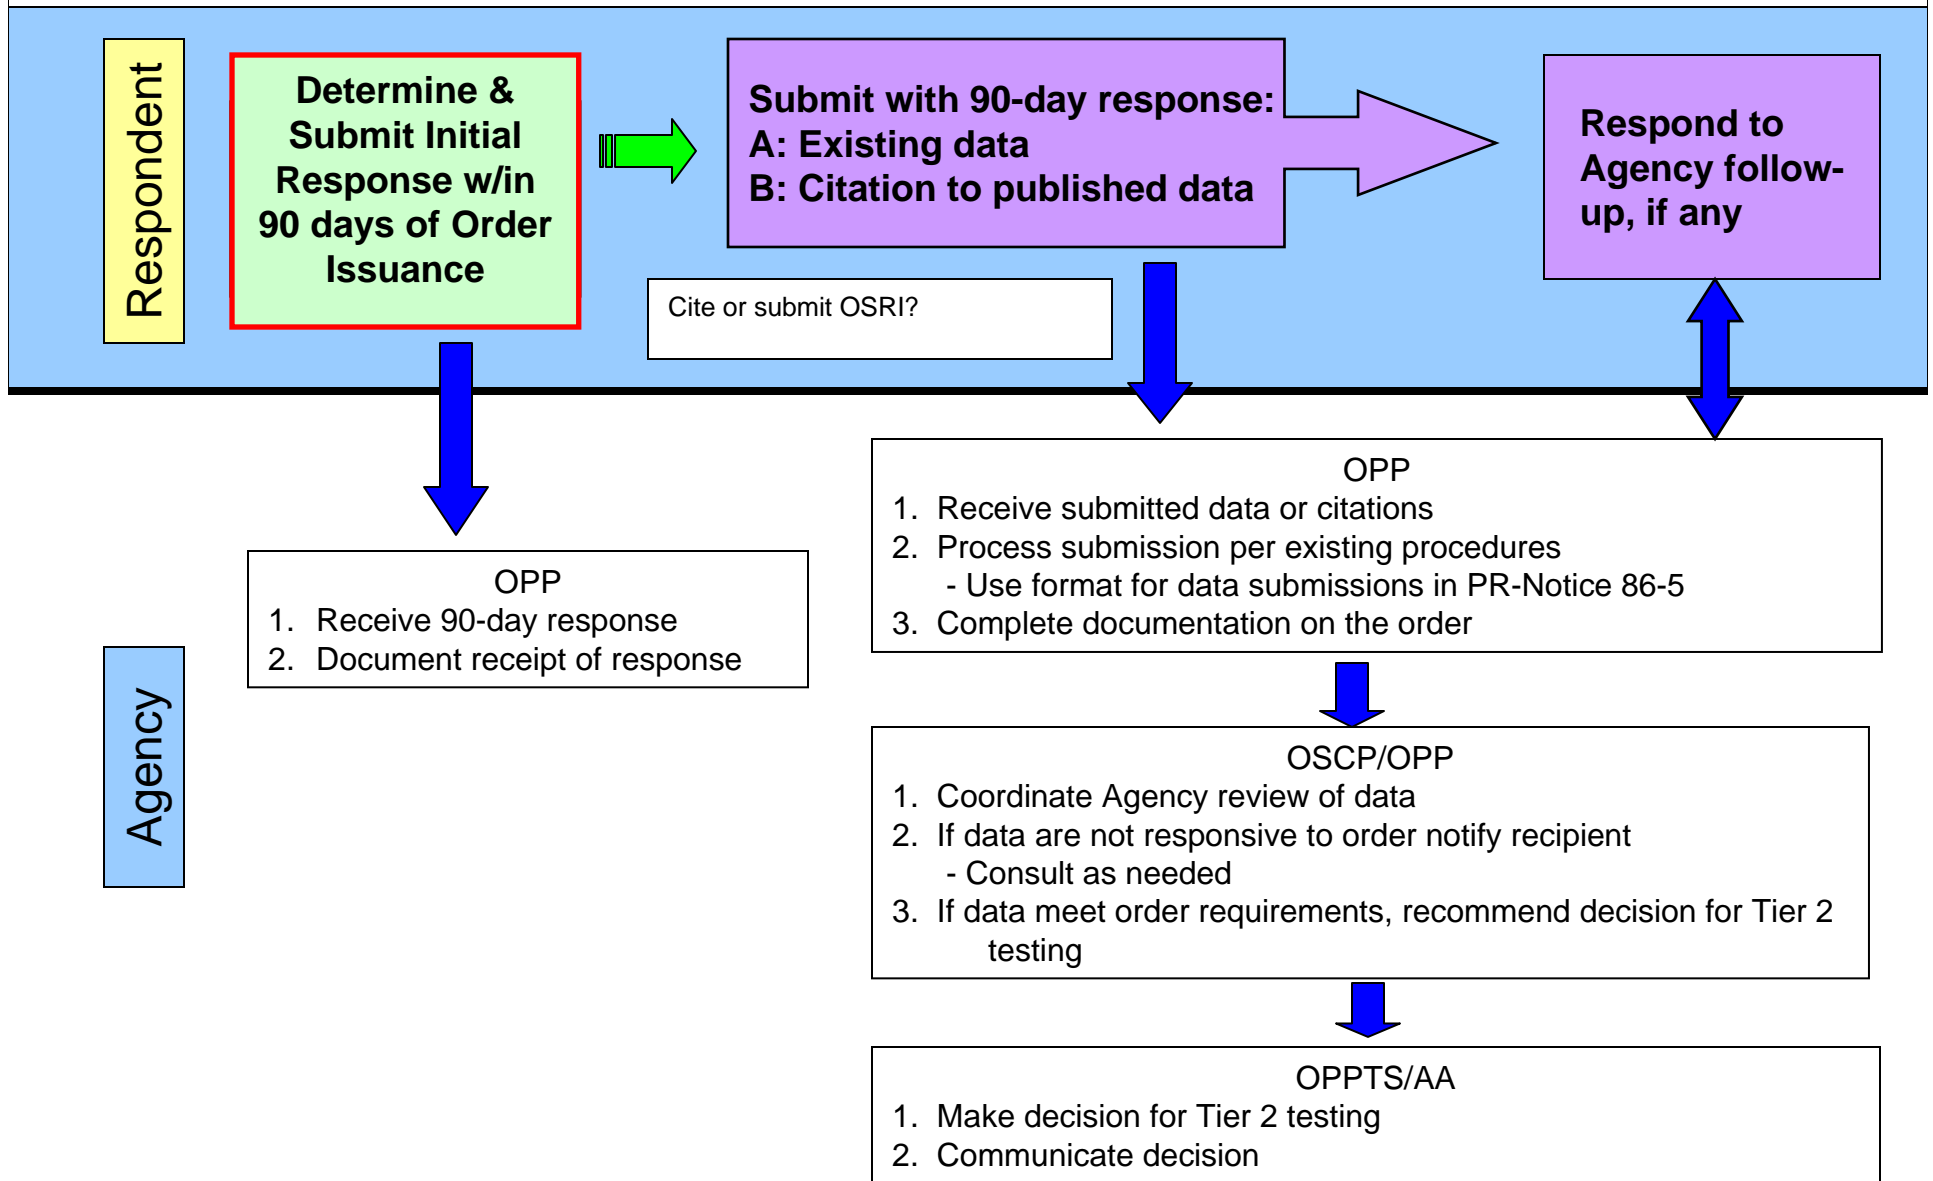 Respondent
Determine &
Submit Initial
Response w/in
90 days of Order
Issuance
Submit with 90-day response:
A: Existing data
B: Citation to published data
Respond to
Agency follow-
up, if any
Cite or submit OSRI?
Agency
OPP
1. Receive 90-day response
2. Document receipt of response
OPP
1. Receive submitted data or citations
2. Process submission per existing procedures
- Use format for data submissions in PR-Notice 86-5
3. Complete documentation on the order
OSCP/OPP
1. Coordinate Agency review of data
2. If data are not responsive to order notify recipient
- Consult as needed
3. If data meet order requirements, recommend decision for Tier 2
testing
OPPTS/AA
1. Make decision for Tier 2 testing
2. Communicate decision